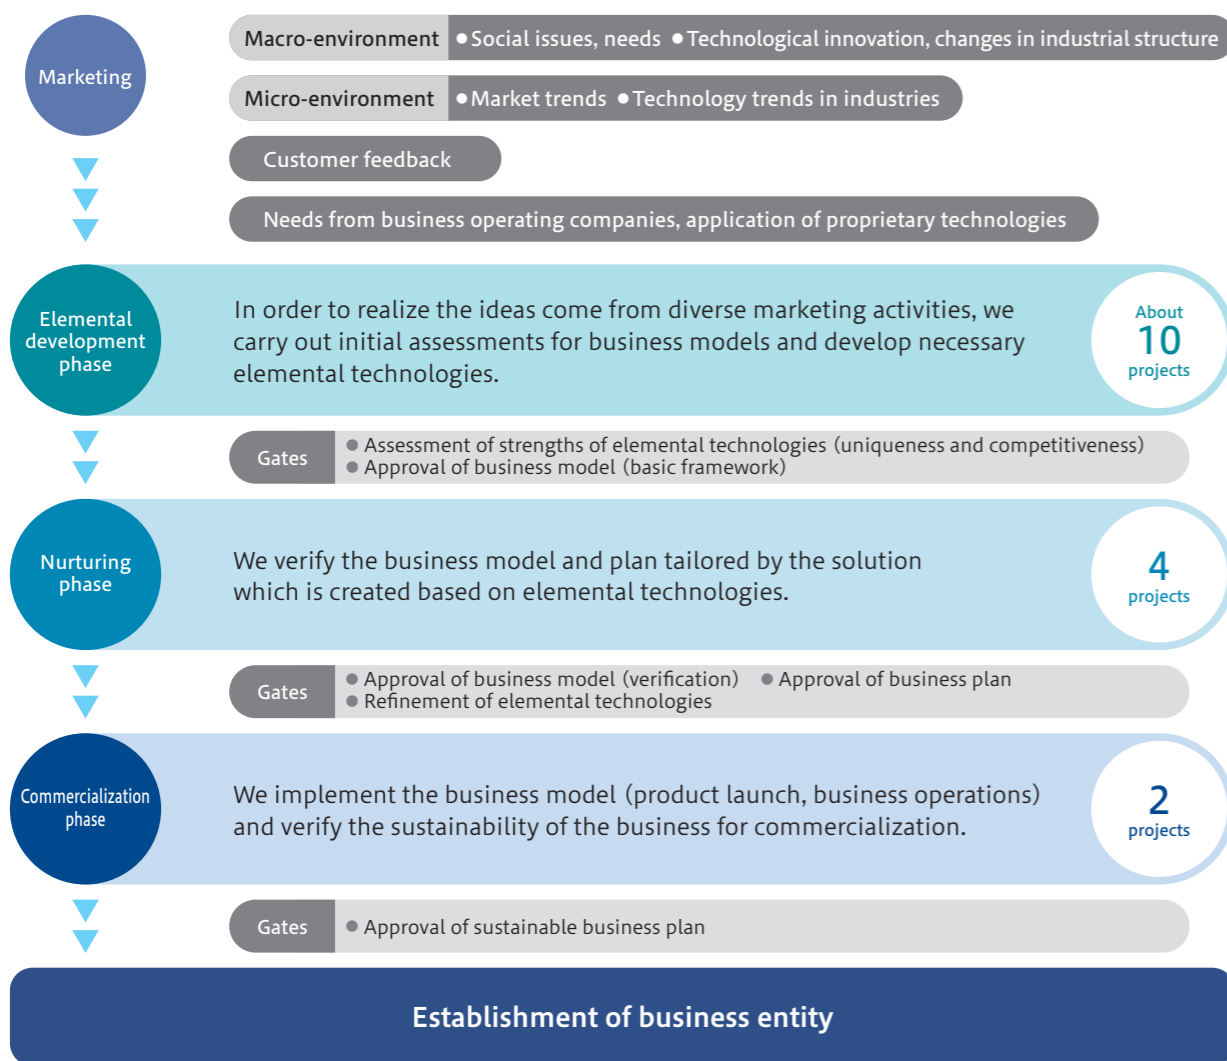 Marketing
Macro-environment ●Social issues, needs ●Technological innovation, changes in industrial structure
Micro-environment ●Market trends ●Technology trends in industries
Customer feedback
Needs from business operating companies, application of proprietary technologies
Elemental
development
phase
In order to realize the ideas come from diverse marketing activities, we
carry out initial assessments for business models and develop necessary
elemental technologies.
About
10
projects
Gates
● Assessment of strengths of elemental technologies (uniqueness and competitiveness)
● Approval of business model (basic framework)
Nurturing
phase
We verify the business model and plan tailored by the solution
which is created based on elemental technologies.
4
projects
Gates
● Approval of business model (verification) ● Approval of business plan
● Refinement of elemental technologies
Commercialization
phase
We implement the business model (product launch, business operations)
and verify the sustainability of the business for commercialization.
2
projects
Gates
● Approval of sustainable business plan
Establishment of business entity